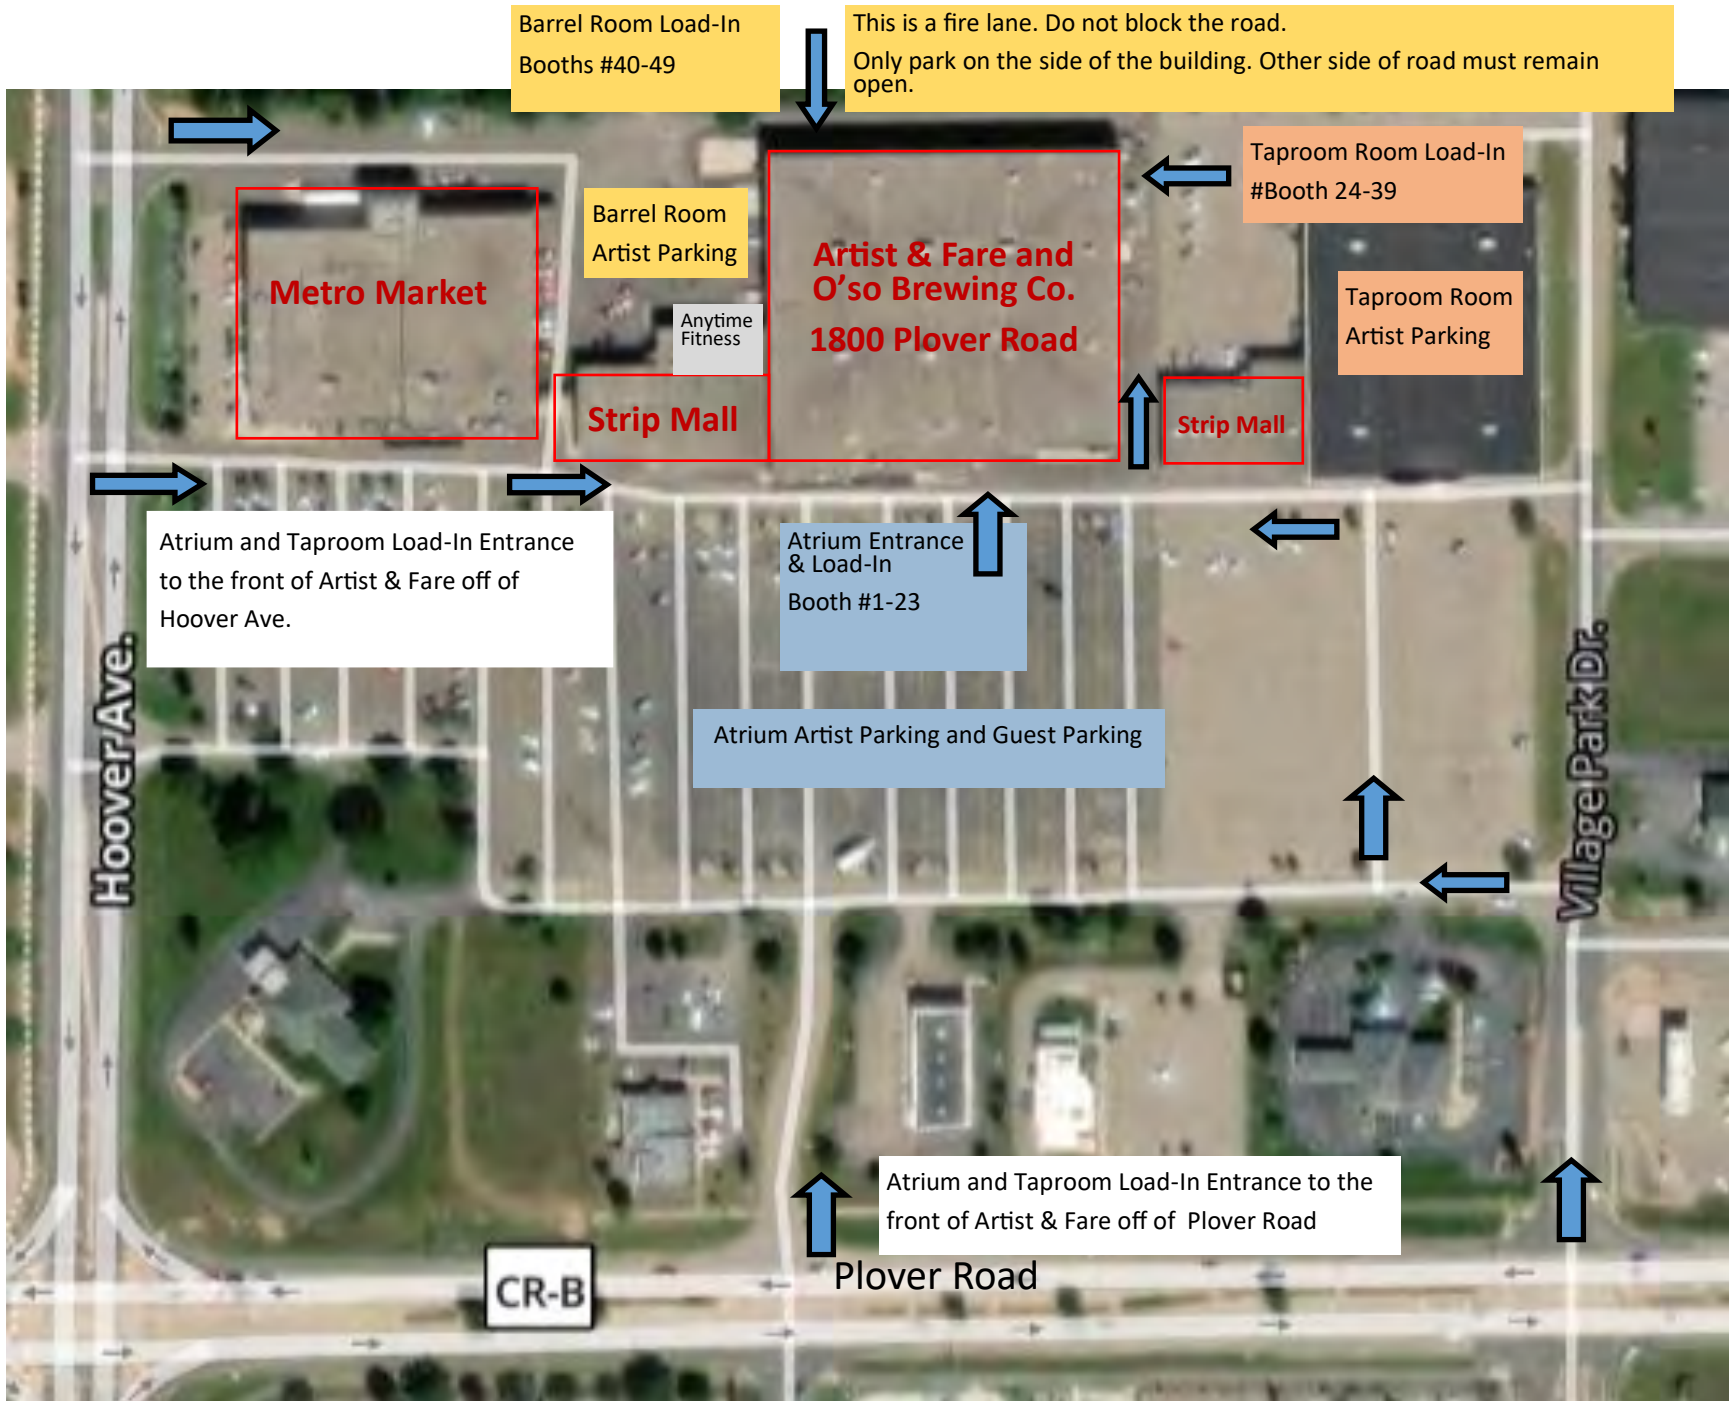 Barrel Room Load-In
Booths #40-49
This is a fire lane. Do not block the road.
Only park on the side of the building. Other side of road must remain
open.
Taproom Room Load-In
#Booth 24-39
Barrel Room
Artist Parking
Metro Market
Artist & Fare and
O’so Brewing Co.
1800 Plover Road
Anytime
Fitness
Taproom Room
Artist Parking
Strip Mall
Strip Mall
Atrium and Taproom Load-In Entrance
to the front of Artist & Fare off of
Hoover Ave.
Atrium Entrance
& Load-In
Booth #1-23
Atrium Artist Parking and Guest Parking
Hoover Ave.
Village Park Dr.
Atrium and Taproom Load-In Entrance to the
front of Artist & Fare off of Plover Road
Plover Road
CR-B